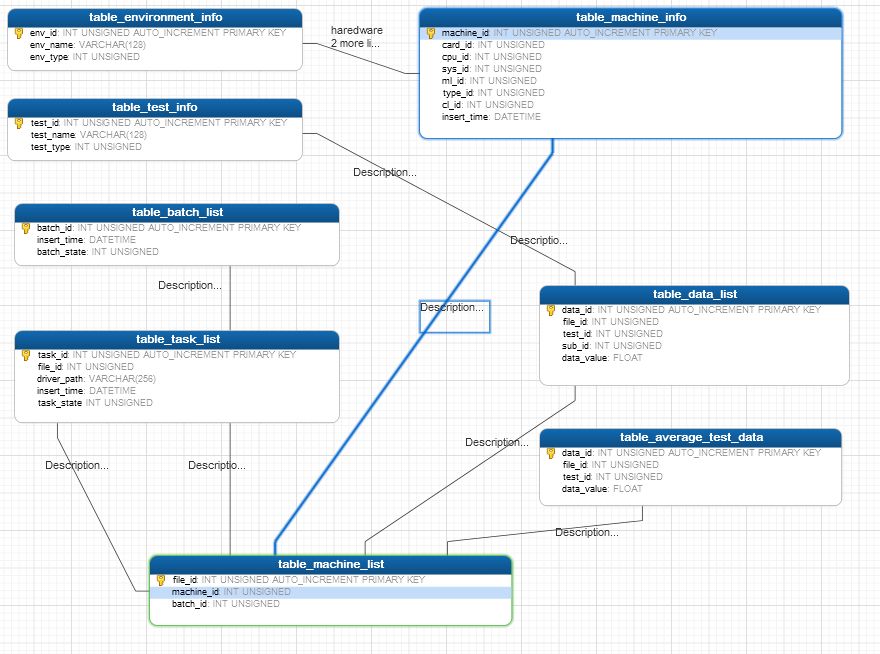 table_environment_info
env_id: INT UNSIGNED AUTO_INCREMENT PRIMARY KEY
env_name: VARCHAR(128)
env_type: INT UNSIGNED
haredware
2 more li...
table_machine_info
machine_id: INT UNSIGNED AUTO_INCREMENT PRIMARY KEY
card_id: INT UNSIGNED
cpu_id: INT UNSIGNED
sys_id: INT UNSIGNED
ml_id: INT UNSIGNED
type_id: INT UNSIGNED
cl_id: INT UNSIGNED
insert_time: DATETIME
table_test_info
test_id: INT UNSIGNED AUTO_INCREMENT PRIMARY KEY
test_name: VARCHAR(128)
test_type: INT UNSIGNED
Description...
table_batch_list
batch_id: INT UNSIGNED AUTO_INCREMENT PRIMARY KEY
insert_time: DATETIME
batch_state: INT UNSIGNED
Descriptio...
Description...
table_data_list
data_id: INT UNSIGNED AUTO_INCREMENT PRIMARY KEY
file_id: INT UNSIGNED
test_id: INT UNSIGNED
sub_id: INT UNSIGNED
data_value: FLOAT
Description...
table_task_list
task_id: INT UNSIGNED AUTO_INCREMENT PRIMARY KEY
file_id: INT UNSIGNED
driver_path: VARCHAR(256)
insert_time: DATETIME
task_state: INT UNSIGNED
Description...
table_average_test_data
data_id: INT UNSIGNED AUTO_INCREMENT PRIMARY KEY
file_id: INT UNSIGNED
test_id: INT UNSIGNED
data_value: FLOAT
Description...
Descriptio...
Description...
table_machine_list
file_id: INT UNSIGNED AUTO_INCREMENT PRIMARY KEY
machine_id: INT UNSIGNED
batch_id: INT UNSIGNED